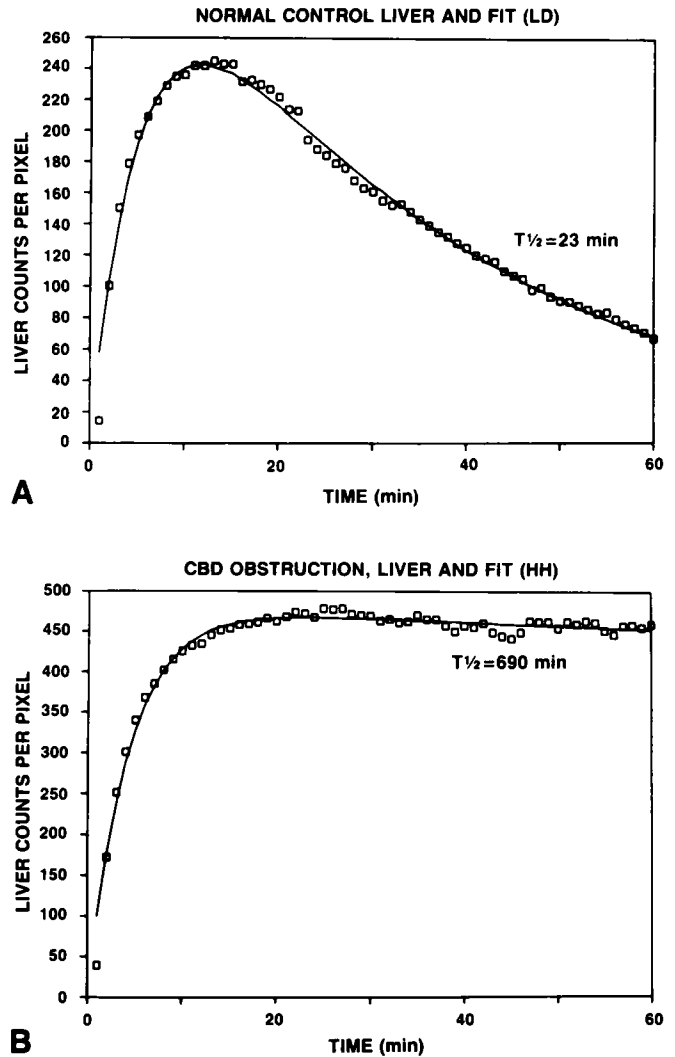 NORMAL CONTROL LIVER AND FIT (LD)
260
240
220
200
180
160
140
120
100
80
60
40
20
0
LIVER COUNTS PER PIXEL
T½=23 min
0 20 40 60
TIME (min)
A
CBD OBSTRUCTION, LIVER AND FIT (HH)
500
450
400
350
300
250
200
150
100
50
0
LIVER COUNTS PER PIXEL
T½=690 min
0 20 40 60
TIME (min)
B